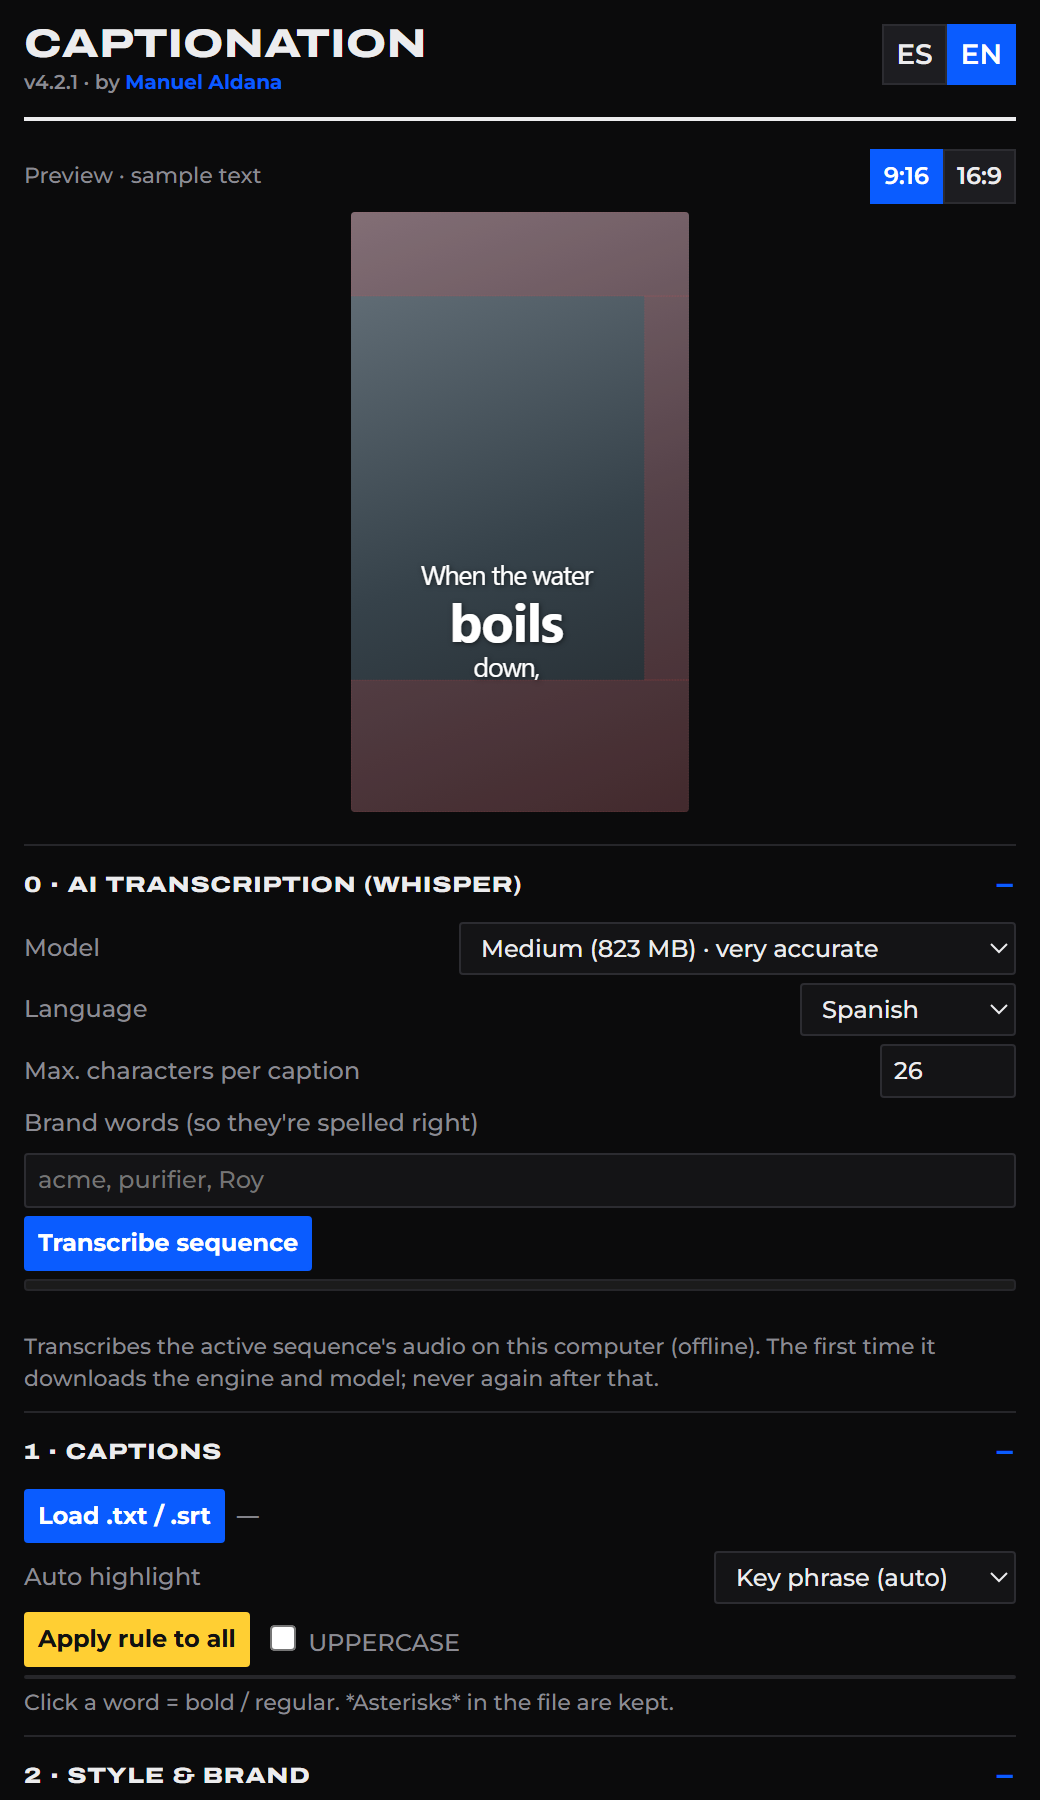 CAPTIONATION
v4.2.1 · by Manuel Aldana
ES EN
Preview · sample text
9:16 16:9
When the water
boils
down,
0 · AI TRANSCRIPTION (WHISPER) –
Model
Medium (823 MB) · very accurate
Language
Spanish
Max. characters per caption
26
Brand words (so they're spelled right)
acme, purifier, Roy
Transcribe sequence
Transcribes the active sequence's audio on this computer (offline). The first time it
downloads the engine and model; never again after that.
1 · CAPTIONS –
Load .txt / .srt —
Auto highlight
Key phrase (auto)
Apply rule to all
UPPERCASE
Click a word = bold / regular. *Asterisks* in the file are kept.
2 · STYLE & BRAND –